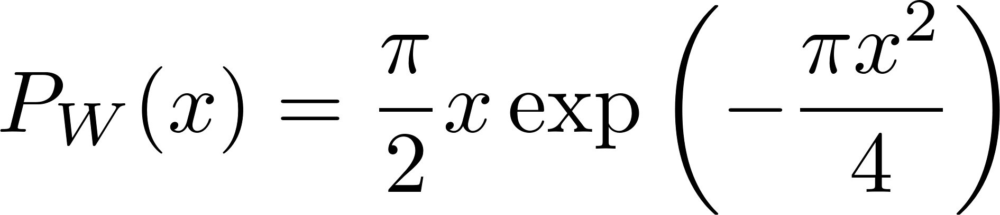 P_W(x) = \frac{\pi}{2} x \exp\left(-\frac{\pi x^2}{4}\right)